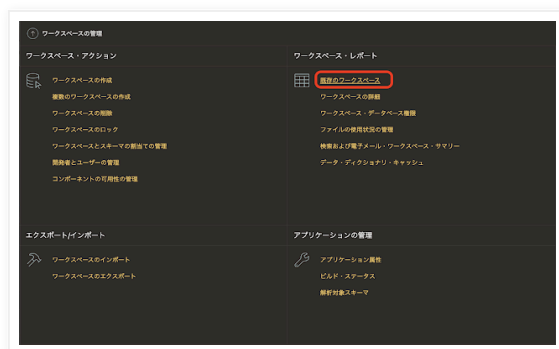 ワークスペースの管理
ワークスペース・アクション
ワークスペースの作成
複数のワークスペースの作成
ワークスペースの削除
ワークスペースのロック
ワークスペースとスキーマの割当ての管理
開発者とユーザーの管理
コンポーネントの可用性の管理
ワークスペース・レポート
既存のワークスペース
ワークスペースの詳細
ワークスペース・データベース権限
ファイルの使用状況の管理
検索および電子メール・ワークスペース・サマリー
データ・ディクショナリ・キャッシュ
エクスポート/インポート
ワークスペースのインポート
ワークスペースのエクスポート
アプリケーションの管理
アプリケーション属性
ビルド・ステータス
解析対象スキーマ